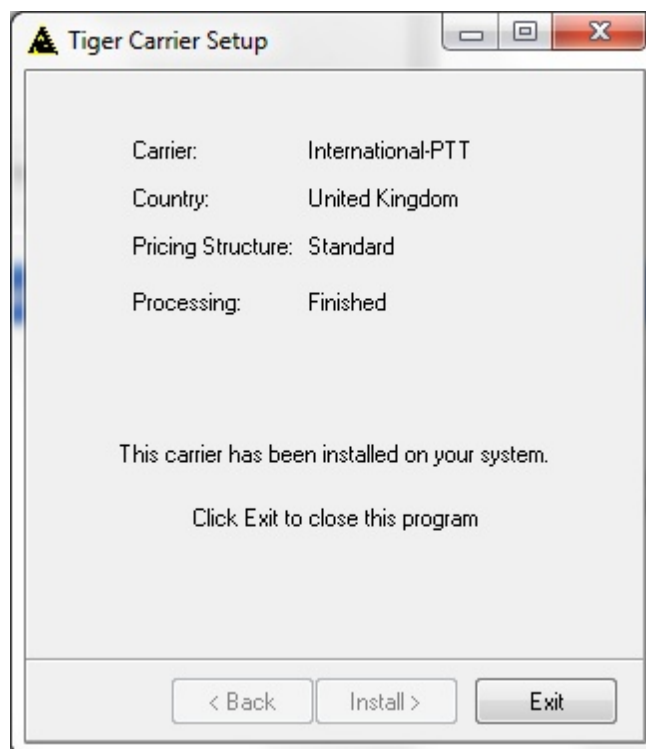 Tiger Carrier Setup
Carrier: International-PTT
Country: United Kingdom
Pricing Structure: Standard
Processing: Finished
This carrier has been installed on your system.
Click Exit to close this program
< Back Install > Exit